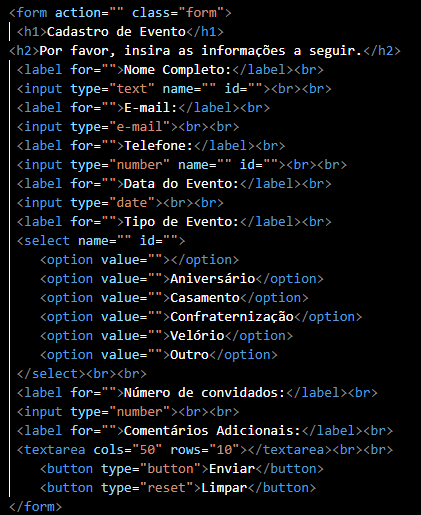 <form action="" class="form">
<h1>Cadastro de Evento</h1>
<h2>Por favor, insira as informações a seguir.</h2>
<label for="">Nome Completo:</label><br>
<input type="text" name="" id=""><br><br>
<label for="">E-mail:</label><br>
<input type="e-mail"><br><br>
<label for="">Telefone:</label><br>
<input type="number" name="" id=""><br><br>
<label for="">Data do Evento:</label><br>
<input type="date"><br><br>
<label for="">Tipo de Evento:</label><br>
<select name="" id="">
<option value=""></option>
<option value="">Aniversário</option>
<option value="">Casamento</option>
<option value="">Confraternização</option>
<option value="">Velório</option>
<option value="">Outro</option>
</select><br><br>
<label for="">Número de convidados:</label><br>
<input type="number"><br><br>
<label for="">Comentários Adicionais:</label><br>
<textarea cols="50" rows="10"></textarea><br><br>
<button type="button">Enviar</button>
<button type="reset">Limpar</button>
</form>